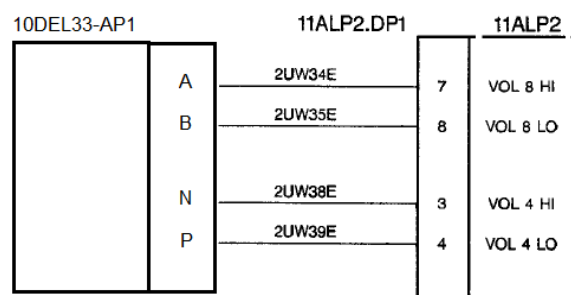 10DEL33-AP1 11ALP2.DP1 11ALP2
A 2UW34E 7 VOL 8 HI
B 2UW35E 8 VOL 8 LO
N 2UW38E 3 VOL 4 HI
P 2UW39E 4 VOL 4 LO